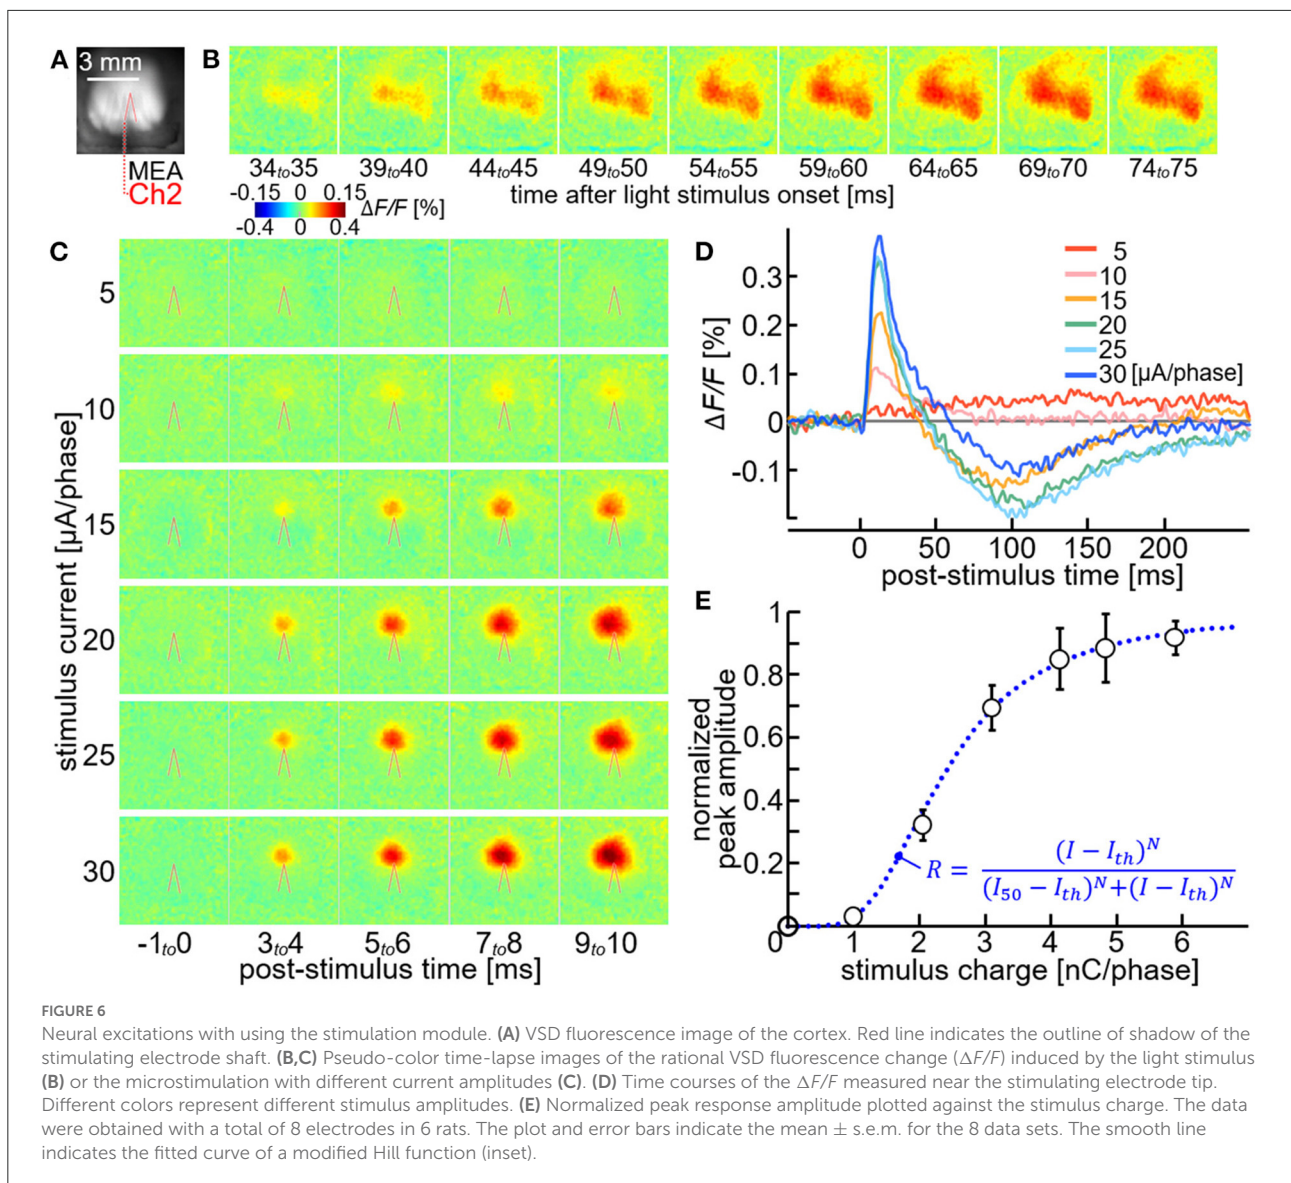 A
3 mm
MEA
Ch2
B
34to35 39to40 44to45 49to50 54to55 59to60 64to65 69to70 74to75
time after light stimulus onset [ms]
-0.15 0 0.15
-0.4 0 0.4
ΔF/F [%]
C
stimulus current [µA/phase]
5
10
15
20
25
30
-1to0 3to4 5to6 7to8 9to10
post-stimulus time [ms]
D
ΔF/F [%]
0.3
0.2
0.1
0
-0.1
5
10
15
20
25
30 [µA/phase]
0 50 100 150 200
post-stimulus time [ms]
E
normalized
peak amplitude
1
0.8
0.6
0.4
0.2
0 1 2 3 4 5 6
stimulus charge [nC/phase]
R = (I − Ith)^N / (I50 − Ith)^N+(I − Ith)^N
FIGURE 6
Neural excitations with using the stimulation module. (A) VSD fluorescence image of the cortex. Red line indicates the outline of shadow of the
stimulating electrode shaft. (B,C) Pseudo-color time-lapse images of the rational VSD fluorescence change (ΔF/F) induced by the light stimulus
(B) or the microstimulation with different current amplitudes (C). (D) Time courses of the ΔF/F measured near the stimulating electrode tip.
Different colors represent different stimulus amplitudes. (E) Normalized peak response amplitude plotted against the stimulus charge. The data
were obtained with a total of 8 electrodes in 6 rats. The plot and error bars indicate the mean ± s.e.m. for the 8 data sets. The smooth line
indicates the fitted curve of a modified Hill function (inset).